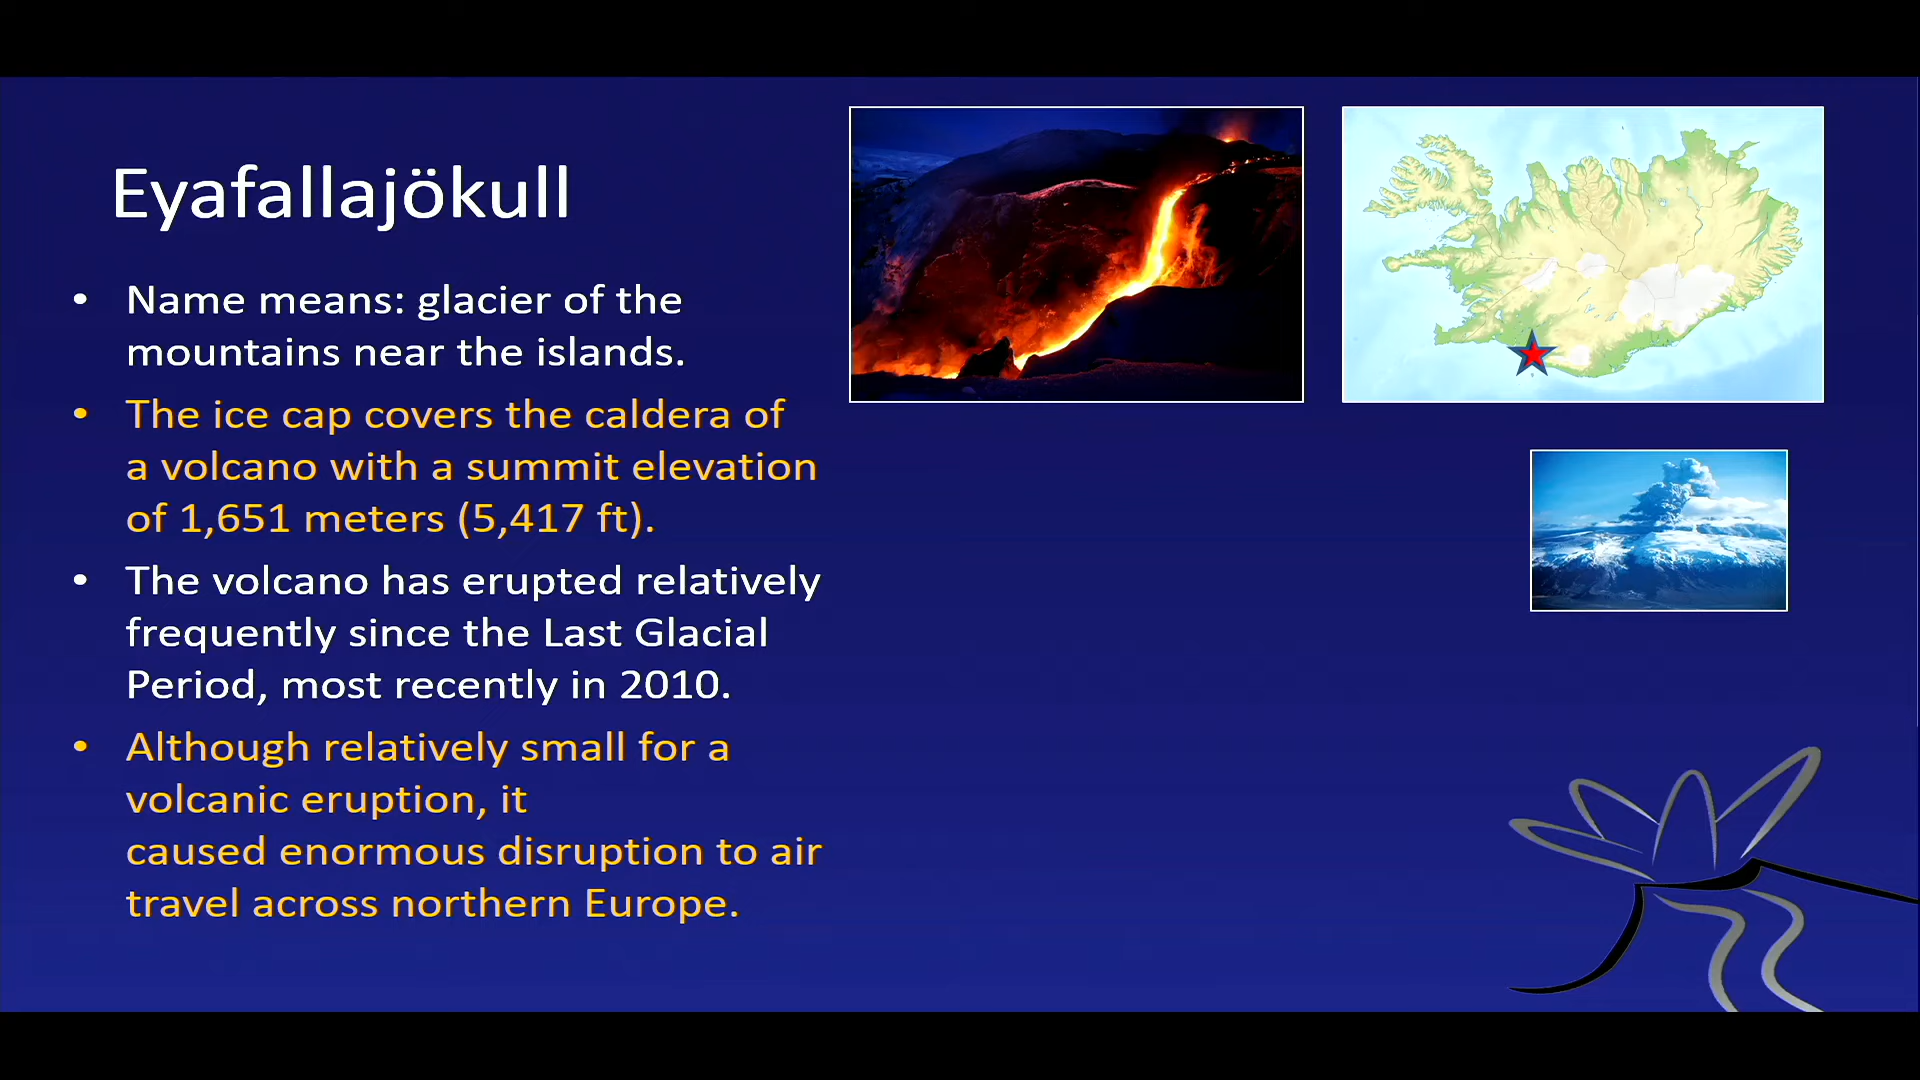 Eyafallajökull
• Name means: glacier of the
mountains near the islands.
• The ice cap covers the caldera of
a volcano with a summit elevation
of 1,651 meters (5,417 ft).
• The volcano has erupted relatively
frequently since the Last Glacial
Period, most recently in 2010.
• Although relatively small for a
volcanic eruption, it
caused enormous disruption to air
travel across northern Europe.